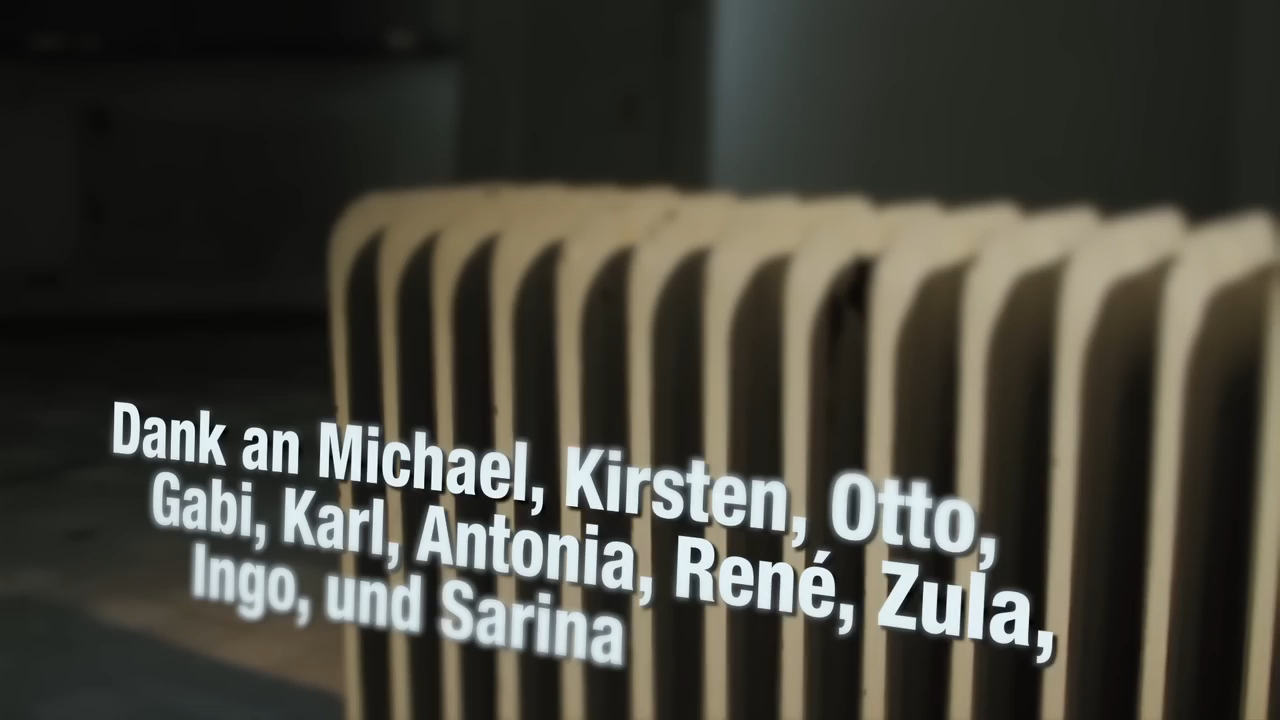 Dank an Michael, Kirsten, Otto,
Gabi, Karl, Antonia, René, Zula,
Ingo, und Sarina